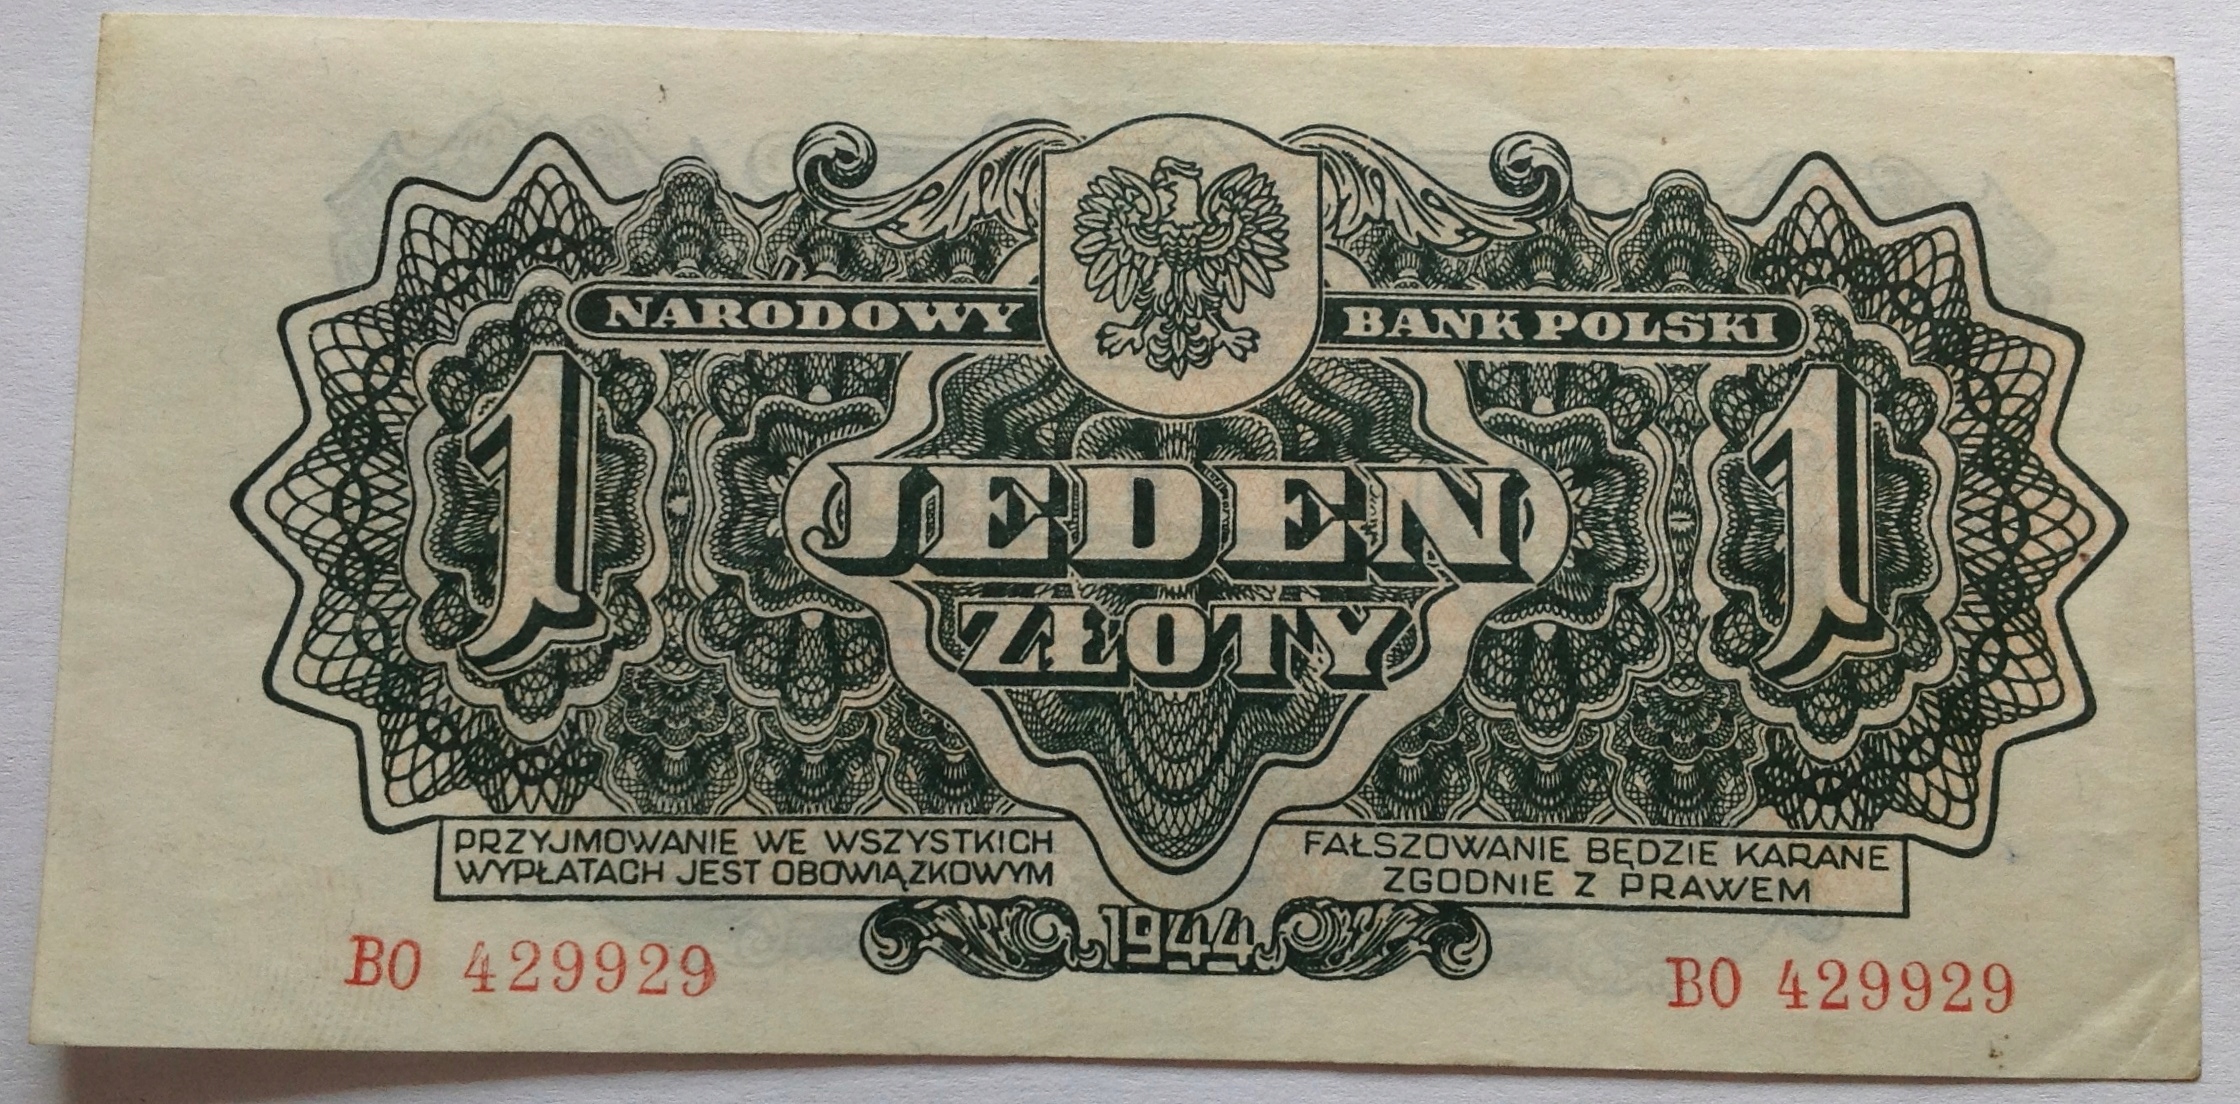 NARODOWY BANK POLSKI
1 1
JEDEN
ZŁOTY
PRZYJMOWANIE WE WSZYSTKICH
WYPŁATACH JEST OBOWIĄZKOWYM
FAŁSZOWANIE BĘDZIE KARANE
ZGODNIE Z PRAWEM
1944
BO 429929
BO 429929